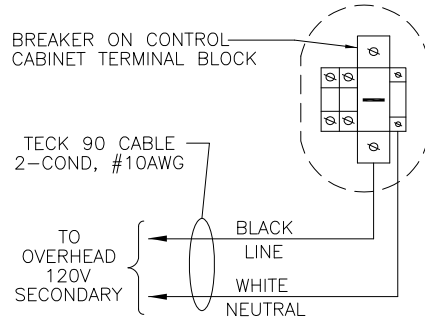 BREAKER ON CONTROL
CABINET TERMINAL BLOCK
TECK 90 CABLE
2-COND, #10AWG
TO
OVERHEAD
120V
SECONDARY
BLACK
LINE
WHITE
NEUTRAL